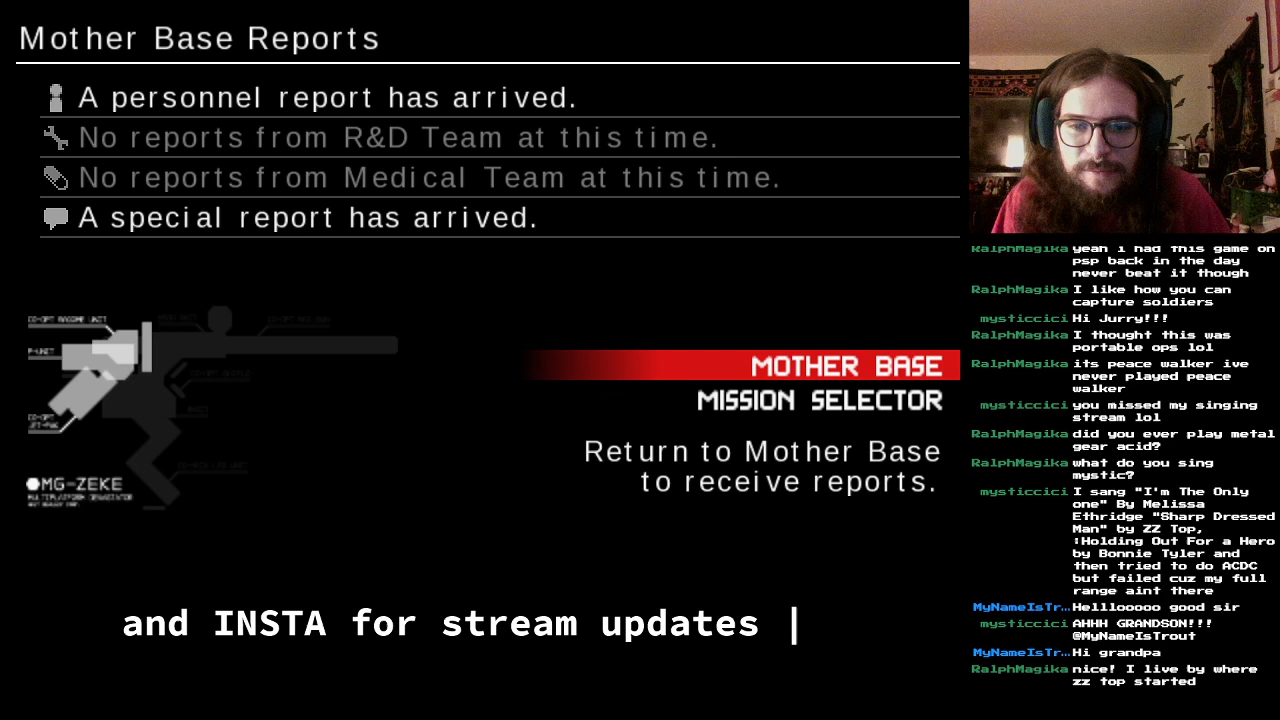 Mother Base Reports
A personnel report has arrived.
No reports from R&D Team at this time.
No reports from Medical Team at this time.
A special report has arrived.
MG-ZEKE
MOTHER BASE
MISSION SELECTOR
Return to Mother Base
to receive reports.
and INSTA for stream updates |
RalphMagika yeah i had this game on
psp back in the day
never beat it though
RalphMagika I like how you can
capture soldiers
mysticcici Hi Jurry!!!
RalphMagika I thought this was
portable ops lol
RalphMagika its peace walker ive
never played peace
walker
mysticcici you missed my singing
stream lol
RalphMagika did you ever play metal
gear acid?
RalphMagika what do you sing
mystic?
mysticcici I sang "I'm The Only
one" By Melissa
Ethridge "Sharp Dressed
Man" by ZZ Top,
:Holding Out For a Hero
by Bonnie Tyler and
then tried to do ACDC
but failed cuz my full
range aint there
MyNameIsTr... Hellloooooo good sir
mysticcici AHHH GRANDSON!!!
@MyNameIsTrout
MyNameIsTr... Hi grandpa
RalphMagika nice! I live by where
zz top started